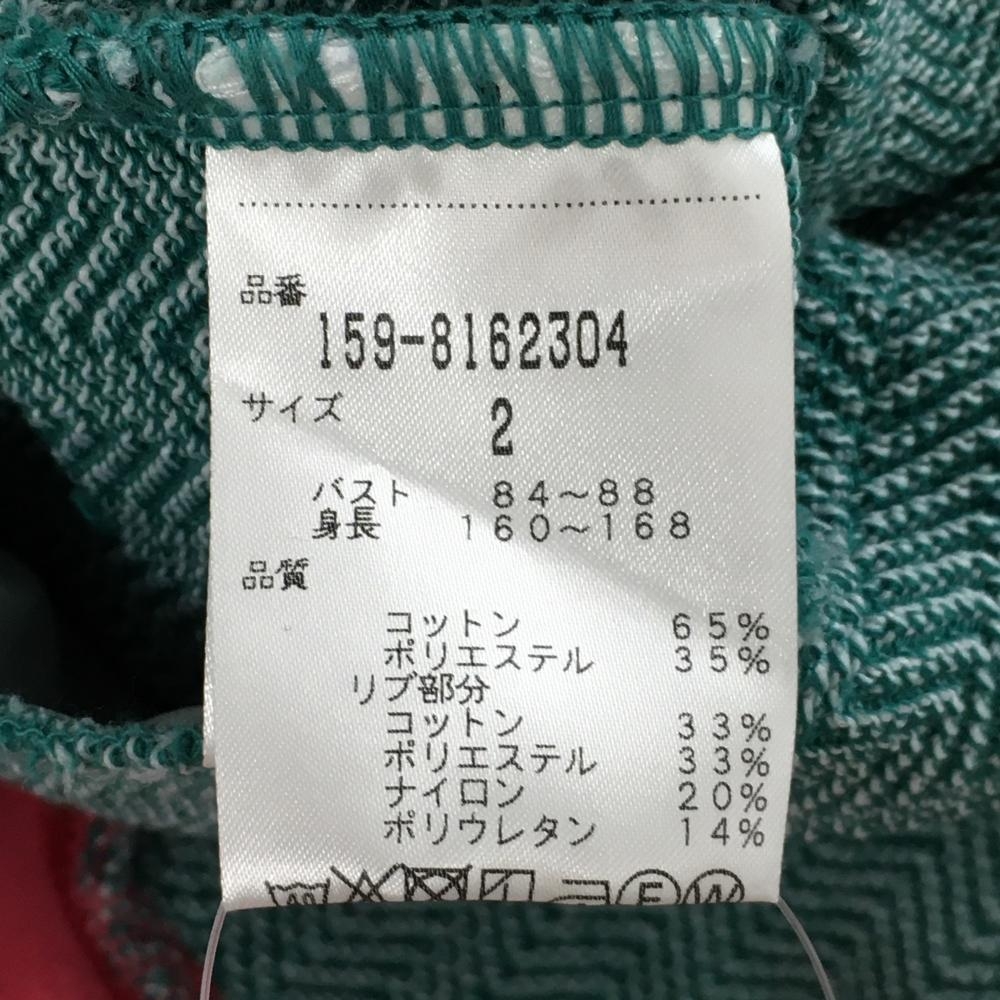 品番
159-8162304
サイズ 2
バスト 84～88
身長 160～168
品質
コットン 65%
ポリエステル 35%
リブ部分
コットン 33%
ポリエステル 33%
ナイロン 20%
ポリウレタン 14%
F W